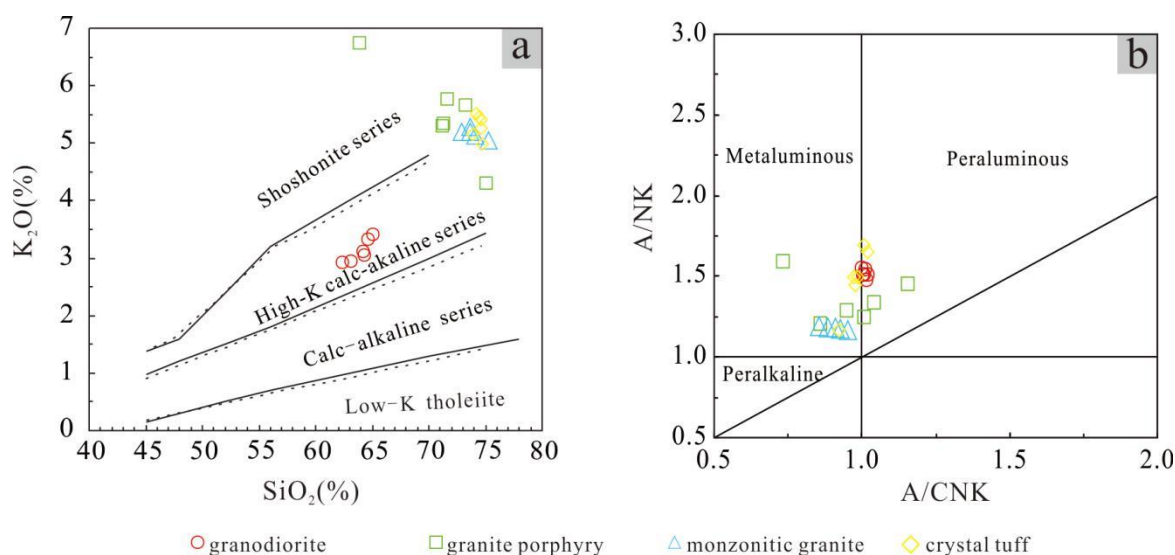 a
7
6
5
4
3
2
1
0
K₂O(%)
Shoshonite series
High-K calc-akaline series
Calc-alkaline series
Low-K tholeiite
40
45
50
55
60
65
70
75
80
SiO₂(%)
b
3.0
2.5
2.0
1.5
1.0
0.5
A/NK
Metaluminous
Peraluminous
Peralkaline
0.5
1.0
1.5
2.0
A/CNK
granodiorite
granite porphyry
monzonitic granite
crystal tuff